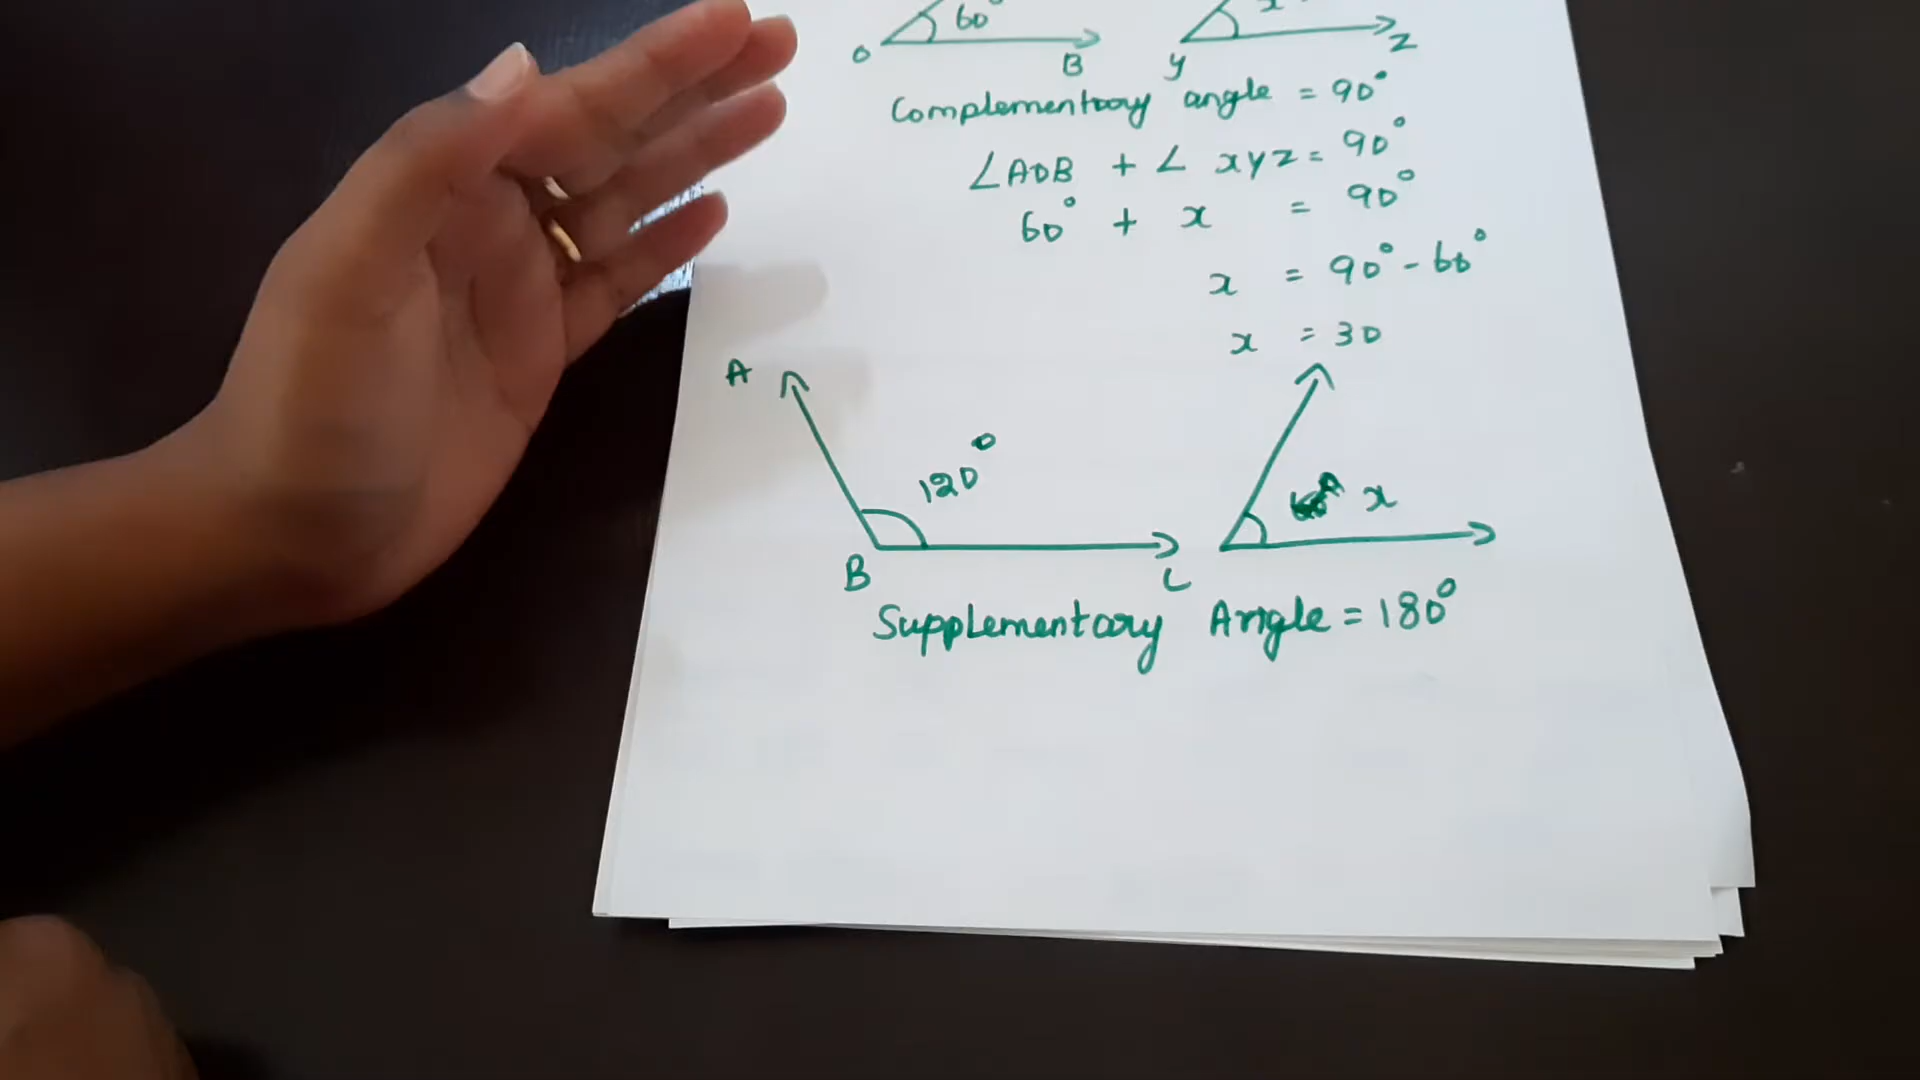 60° x
O B Y Z
Complementary angle = 90°
∠AOB + ∠ XYZ = 90°
60° + x = 90°
x = 90° - 60°
x = 30
A
120° x
B C
Supplementary Angle = 180°